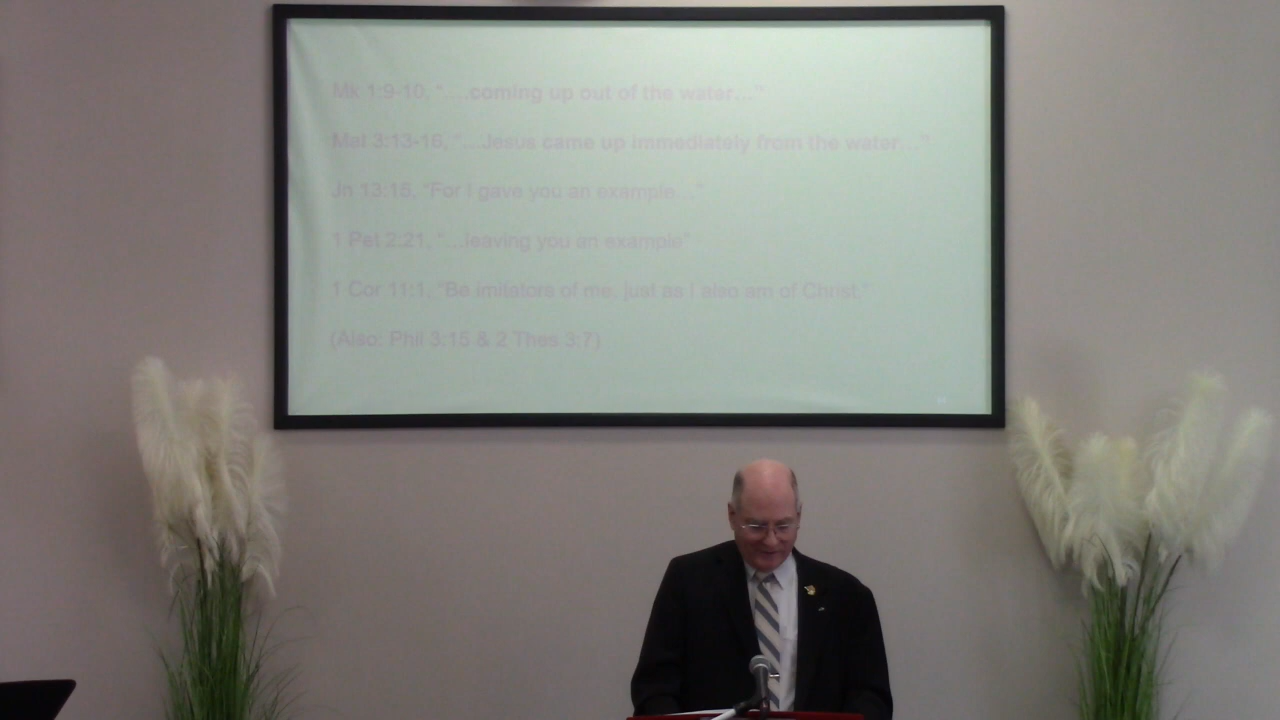 Mk 1:9-10, "…coming up out of the water…"
Mat 3:13-16, "…Jesus came up immediately from the water…"
Jn 13:15, "For I gave you an example…"
1 Pet 2:21, "…leaving you an example"
1 Cor 11:1, "Be imitators of me, just as I also am of Christ."
(Also: Phil 3:15 & 2 Thes 3:7)